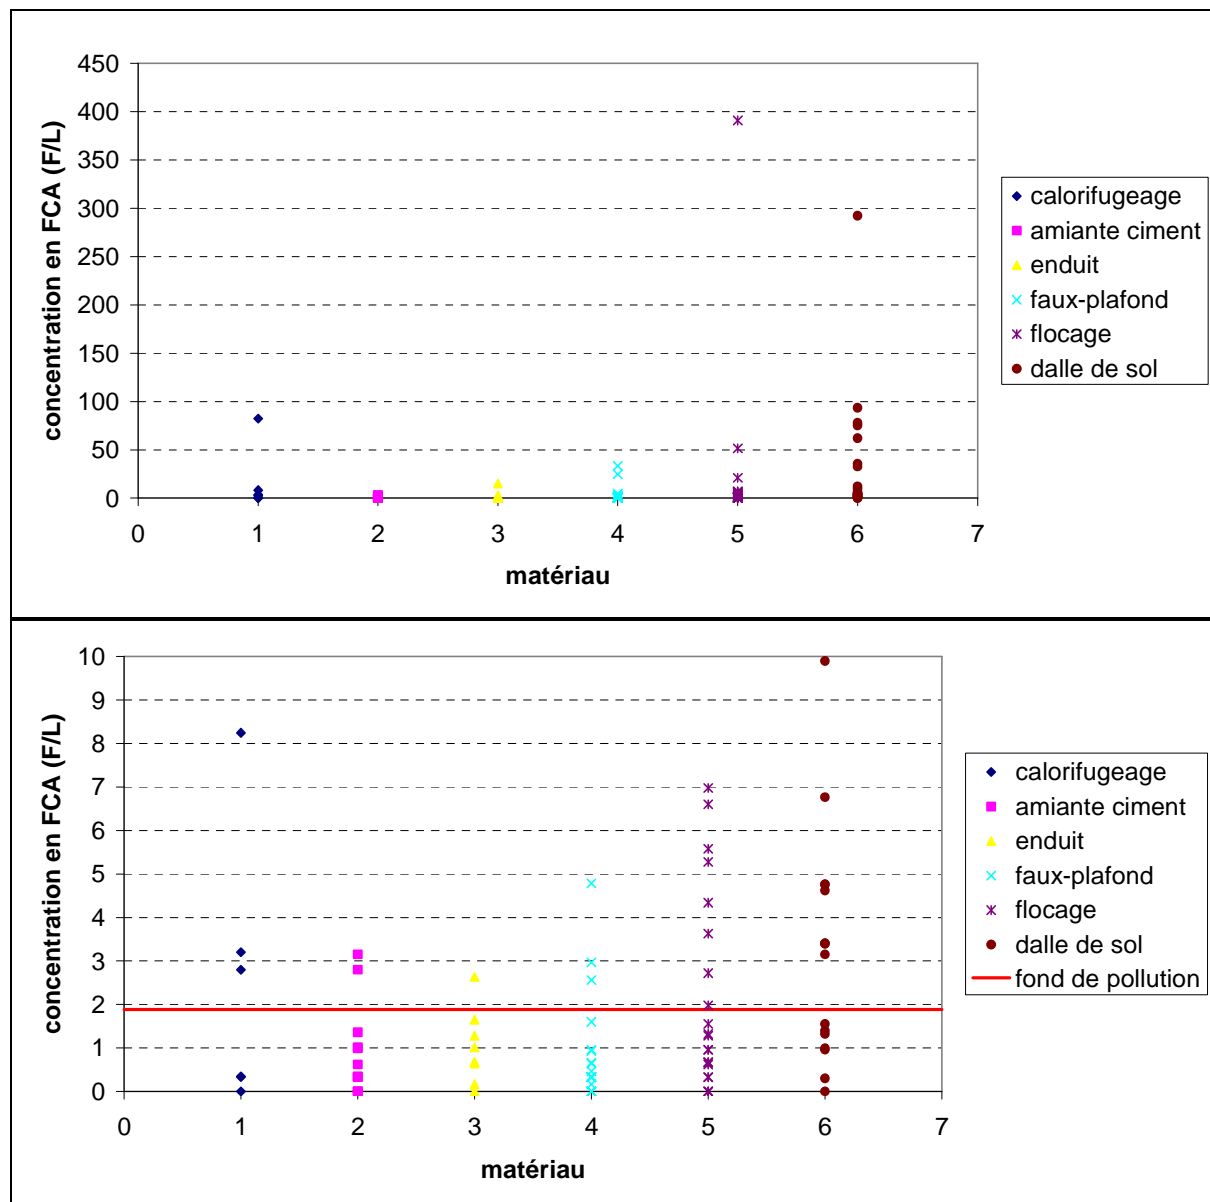 concentration en FCA (F/L)
450
400
350
300
250
200
150
100
50
0
0 1 2 3 4 5 6 7
matériau
calorifugeage
amiante ciment
enduit
faux-plafond
flocage
dalle de sol
concentration en FCA (F/L)
10
9
8
7
6
5
4
3
2
1
0
0 1 2 3 4 5 6 7
matériau
calorifugeage
amiante ciment
enduit
faux-plafond
flocage
dalle de sol
fond de pollution